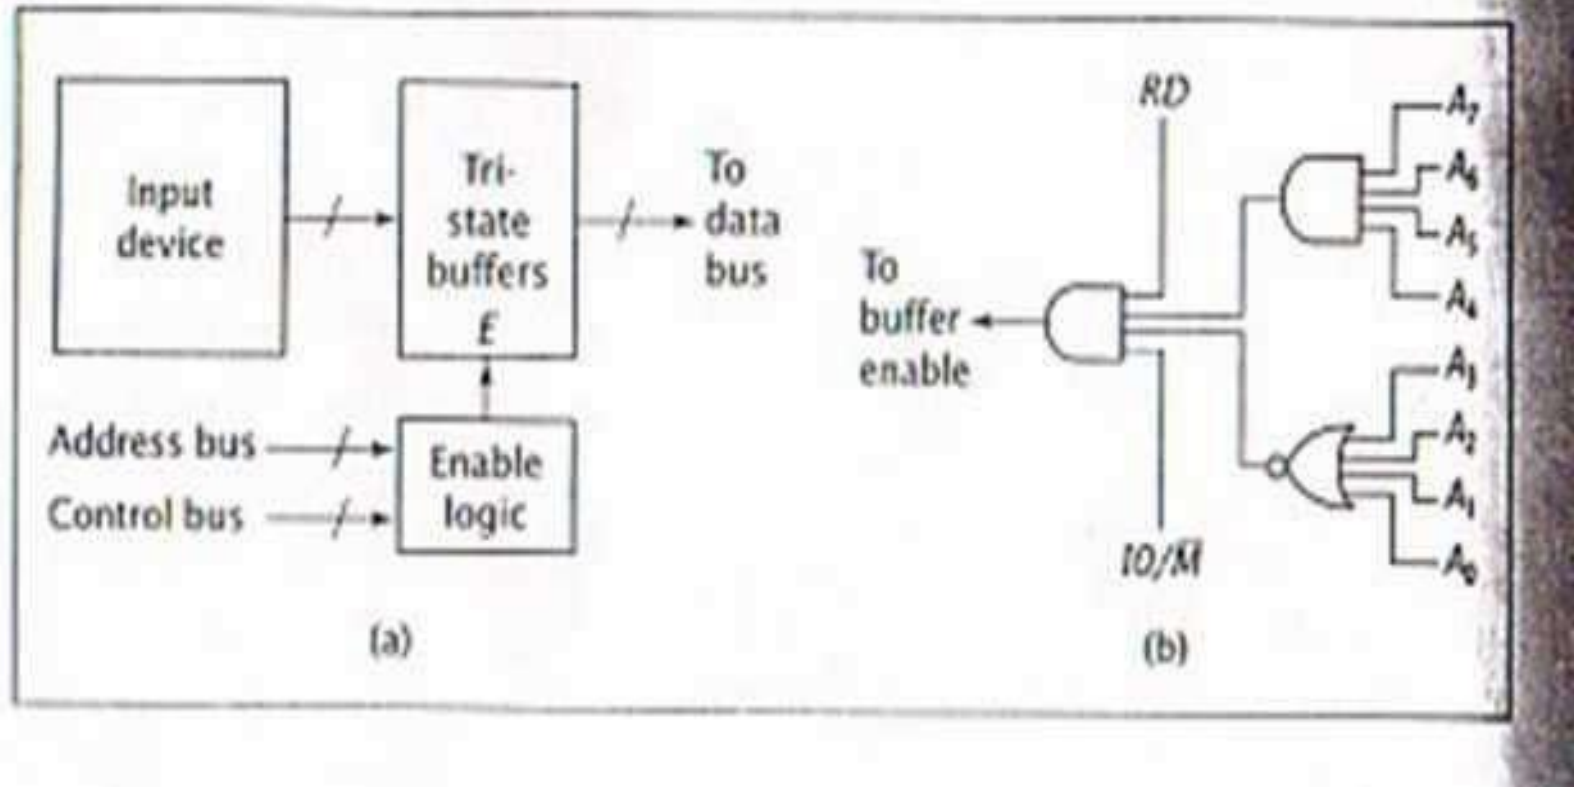 Input
device
Tri-
state
buffers
E
To
data
bus
Address bus
Control bus
Enable
logic
(a)
RD
To
buffer
enable
IO/M̅
A₇
A₆
A₅
A₄
A₃
A₂
A₁
A₀
(b)